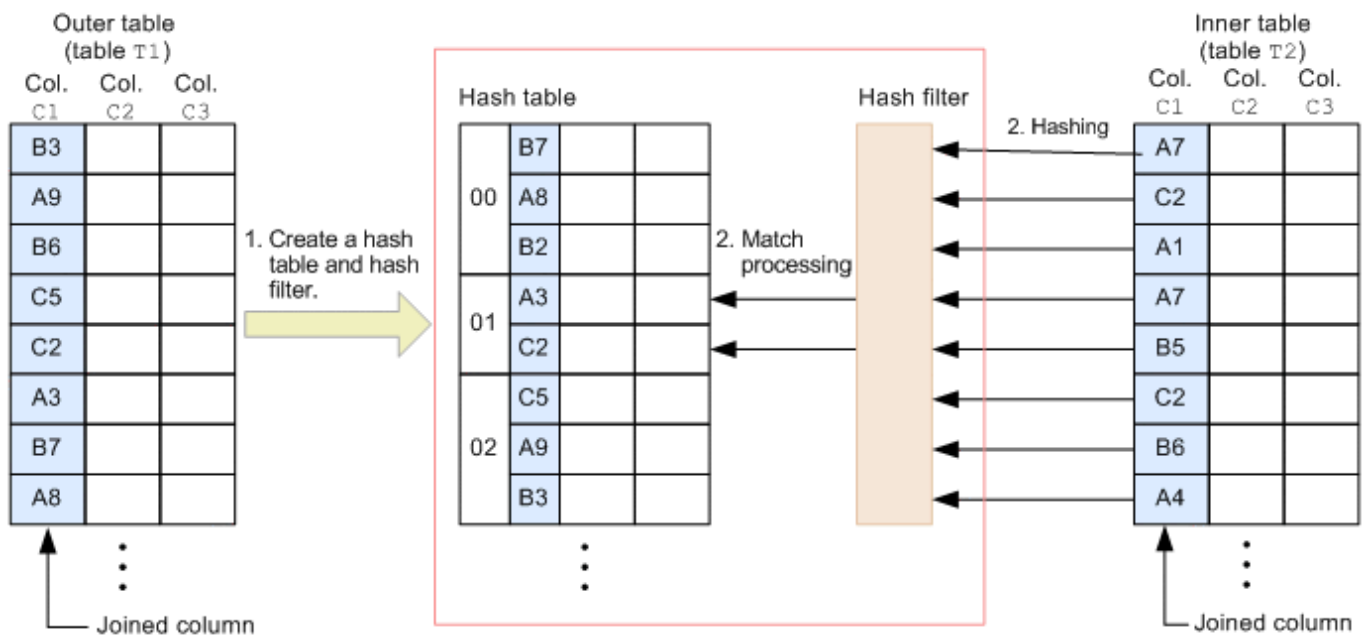 Outer table
(table T1)
Col. Col. Col.
C1 C2 C3
B3
A9
B6
C5
C2
A3
B7
A8
Joined column
1. Create a hash
table and hash
filter.
Hash table
00
B7
A8
B2
01
A3
C2
02
C5
A9
B3
2. Match
processing
Hash filter
2. Hashing
Inner table
(table T2)
Col. Col. Col.
C1 C2 C3
A7
C2
A1
A7
B5
C2
B6
A4
Joined column